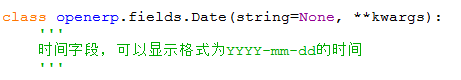 class openerp.fields.Date(string=None, **kwargs):
'''
时间字段，可以显示格式为YYYY-mm-dd的时间
'''